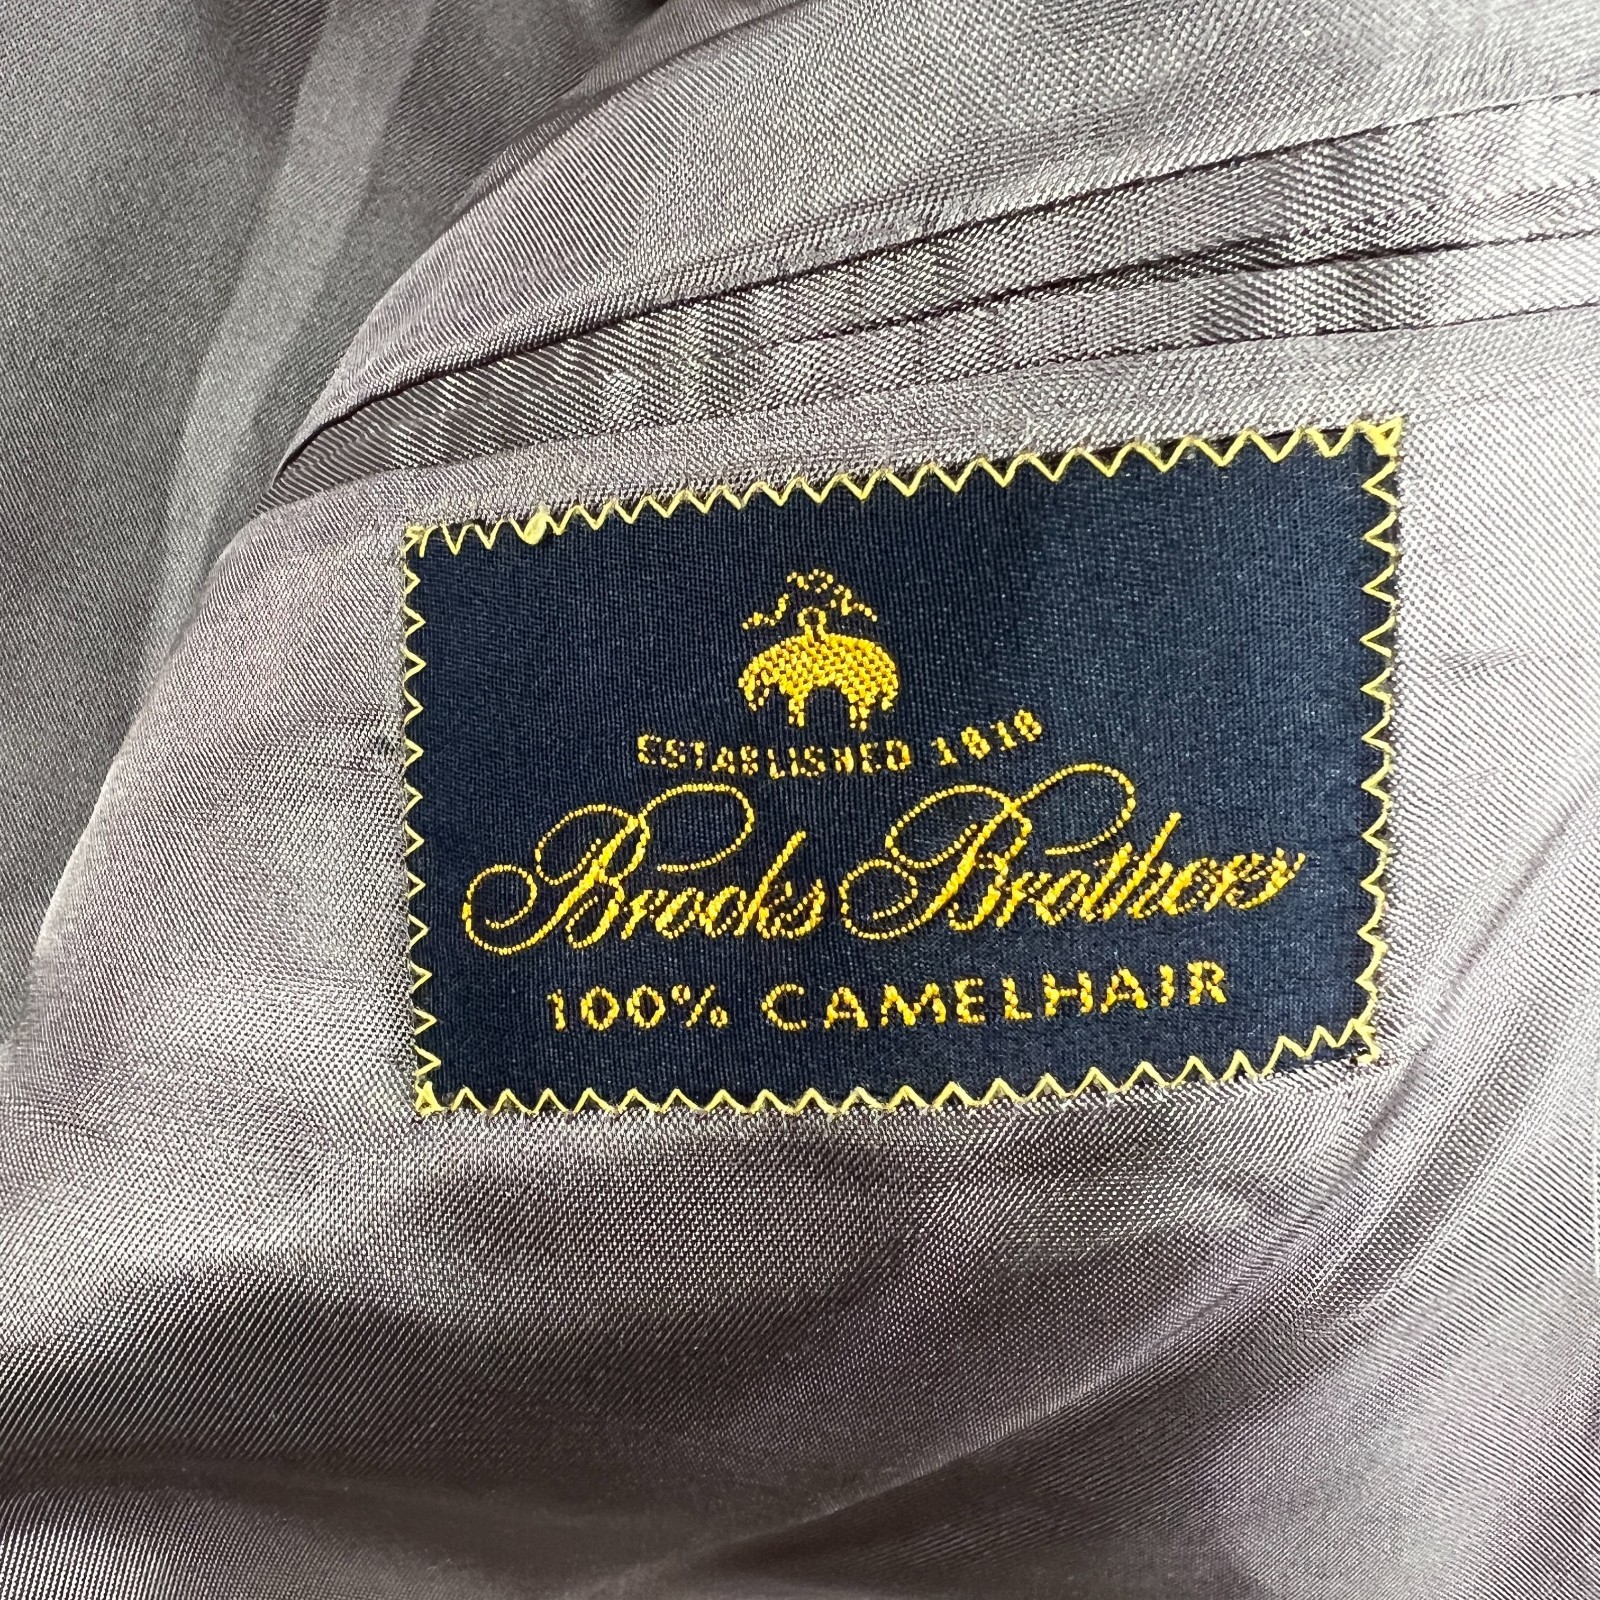 ESTABLISHED 1818
Brooks Brothers
100% CAMELHAIR